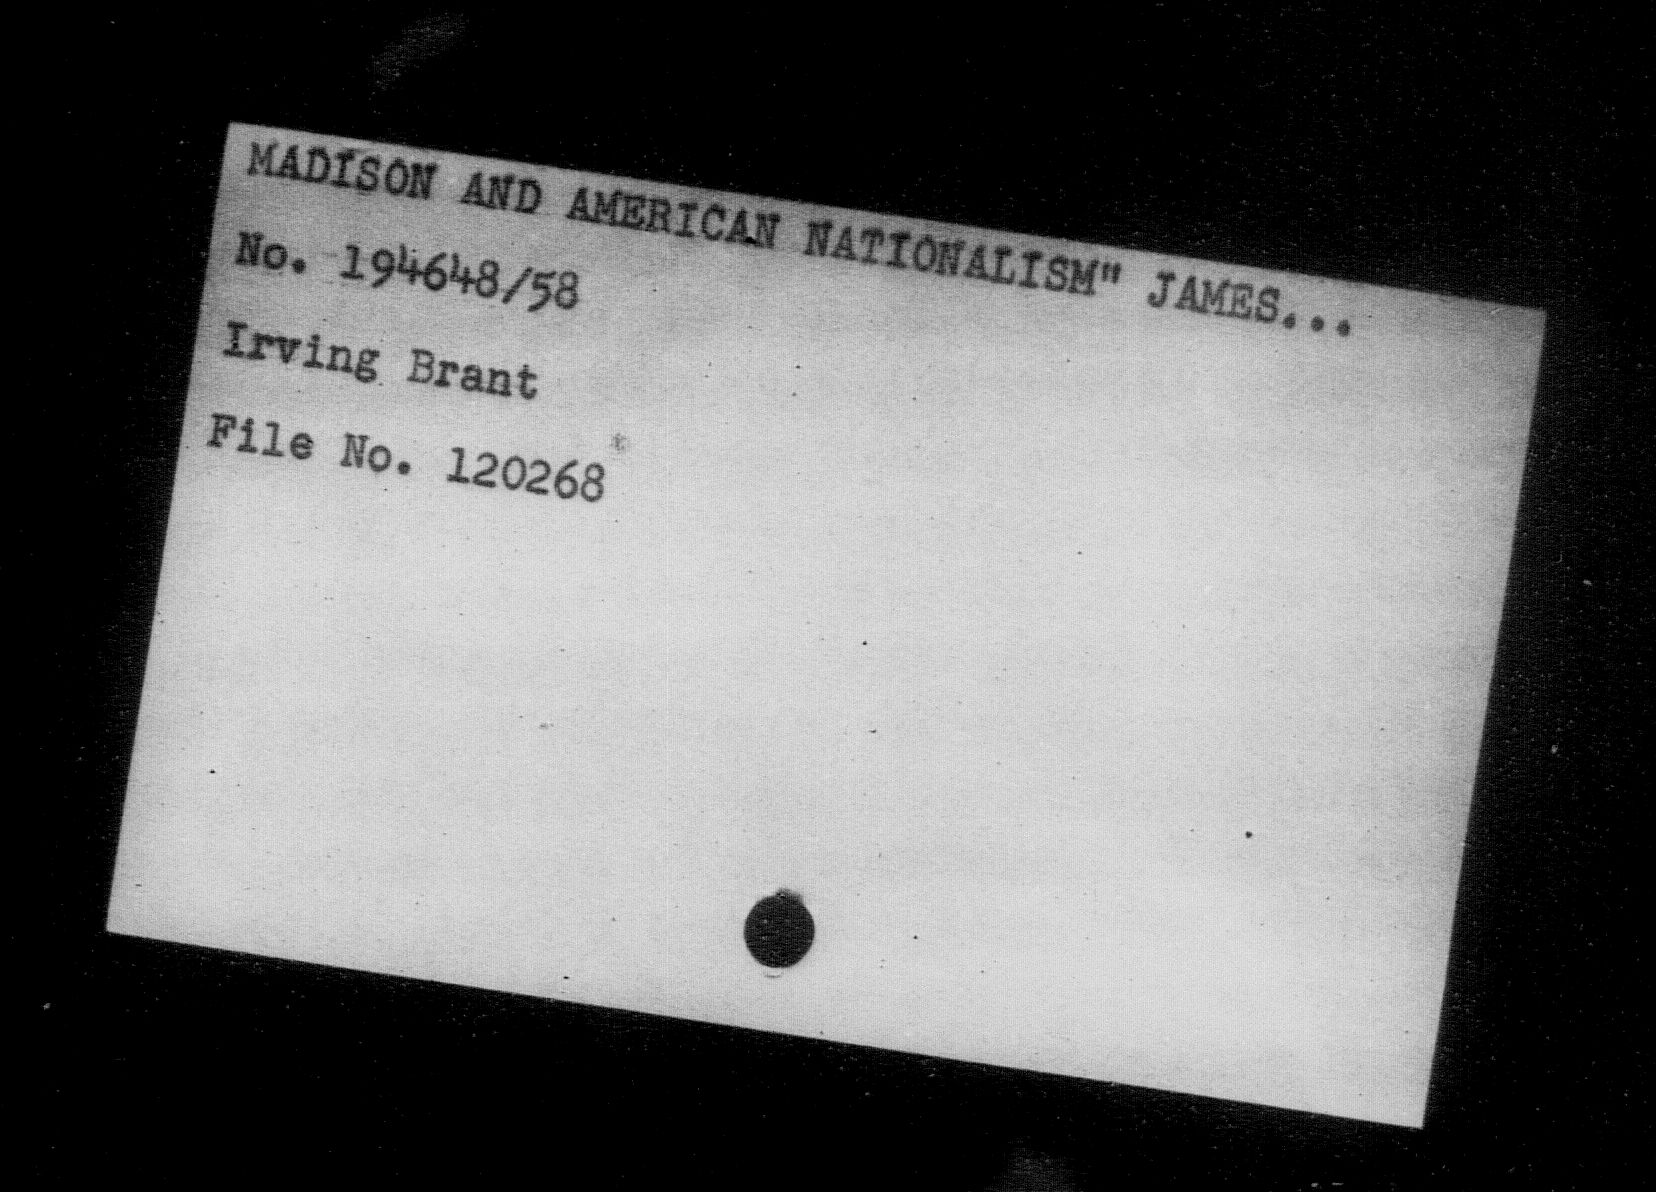 MADISON AND AMERICAN NATIONALISM" JAMES...
No. 194648/58
Irving Brant
File No. 120268